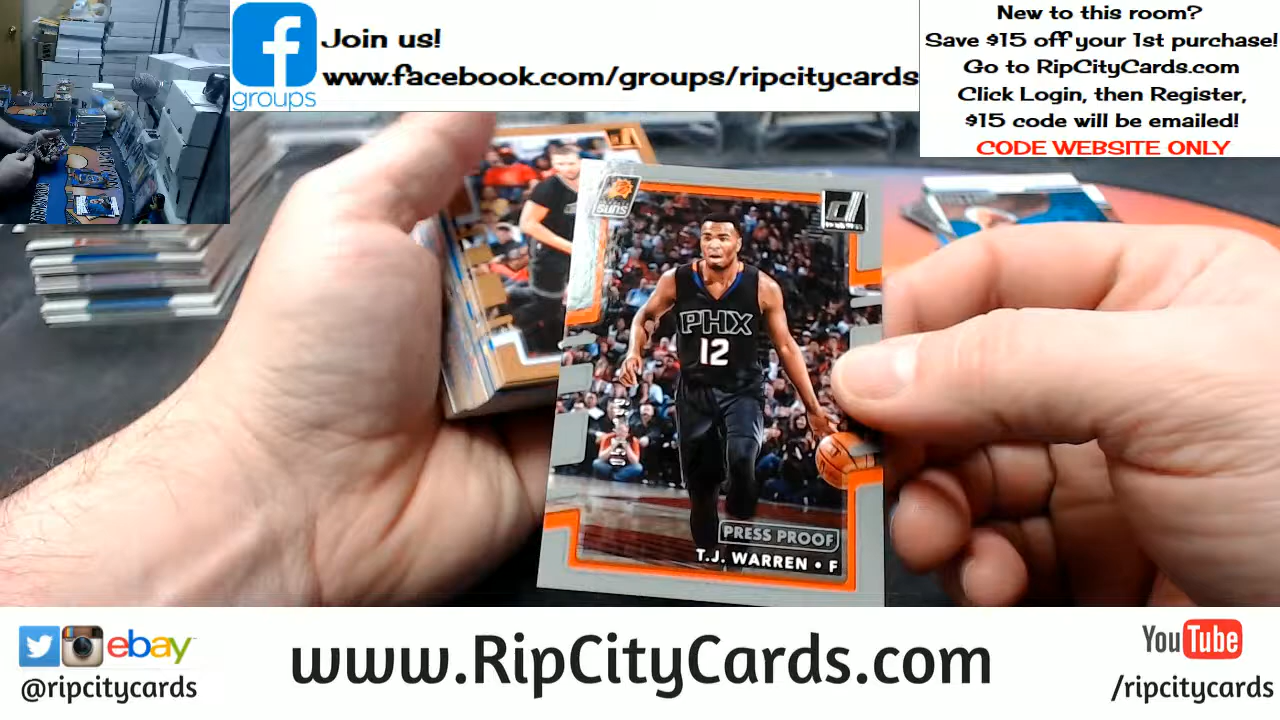 groups
Join us!
www.facebook.com/groups/ripcitycards
New to this room?
Save $15 off your 1st purchase!
Go to RipCityCards.com
Click Login, then Register,
$15 code will be emailed!
CODE WEBSITE ONLY
SUNS
d
PHX
12
PRESS PROOF
T.J. WARREN • F
ebay
@ripcitycards
www.RipCityCards.com
YouTube
/ripcitycards